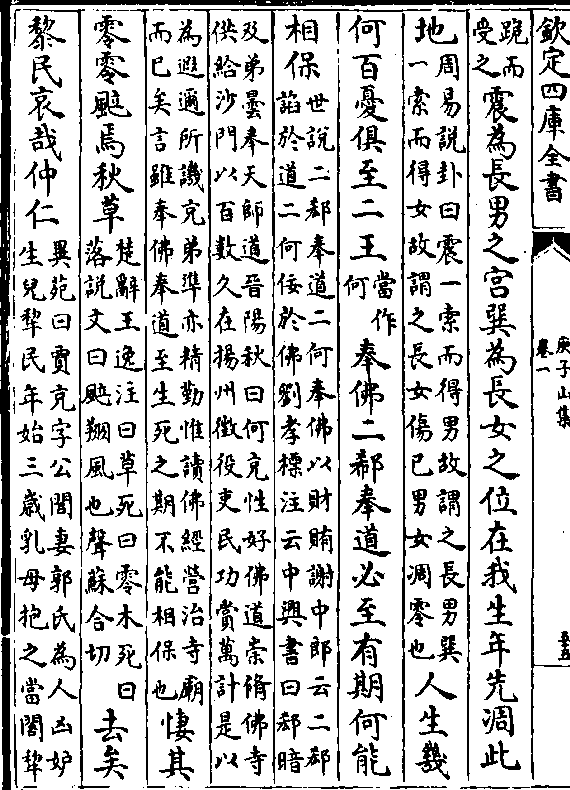 欽定四庫全書
庾子山集
卷一
跪而
受之
震為長男之宮巽為長女之位在我生年先凋此
地
周易說卦曰震一索而得男故謂之長男巽
一索而得女故謂之長女傷已男女凋零也
人生幾
何百憂俱至二王
當作
何
奉佛二郗奉道必至有期何能
相保
世說二郗奉道二何奉佛以財賄謝中郎云二郗
諂於道二何佞於佛劉孝標注云中興書曰郗暗
及弟曇奉天師道晉陽秋曰何充性好佛道崇脩佛寺
供給沙門以百數久在揚州徵役吏民功賞萬計是以
為遐邇所譏充弟準亦精勤惟讀佛經營治寺廟
而已矣言雖奉佛奉道至生死之期不能相保也
悽其
零零颷焉秋草
楚辭王逸注曰草死曰零木死曰
落說文曰颷翔風也聲蘇合切
去矣
黎民哀哉仲仁
異苑曰賈充字公閭妻郭氏為人凶妒
生兒犂民年始三歲乳母抱之當閤犂